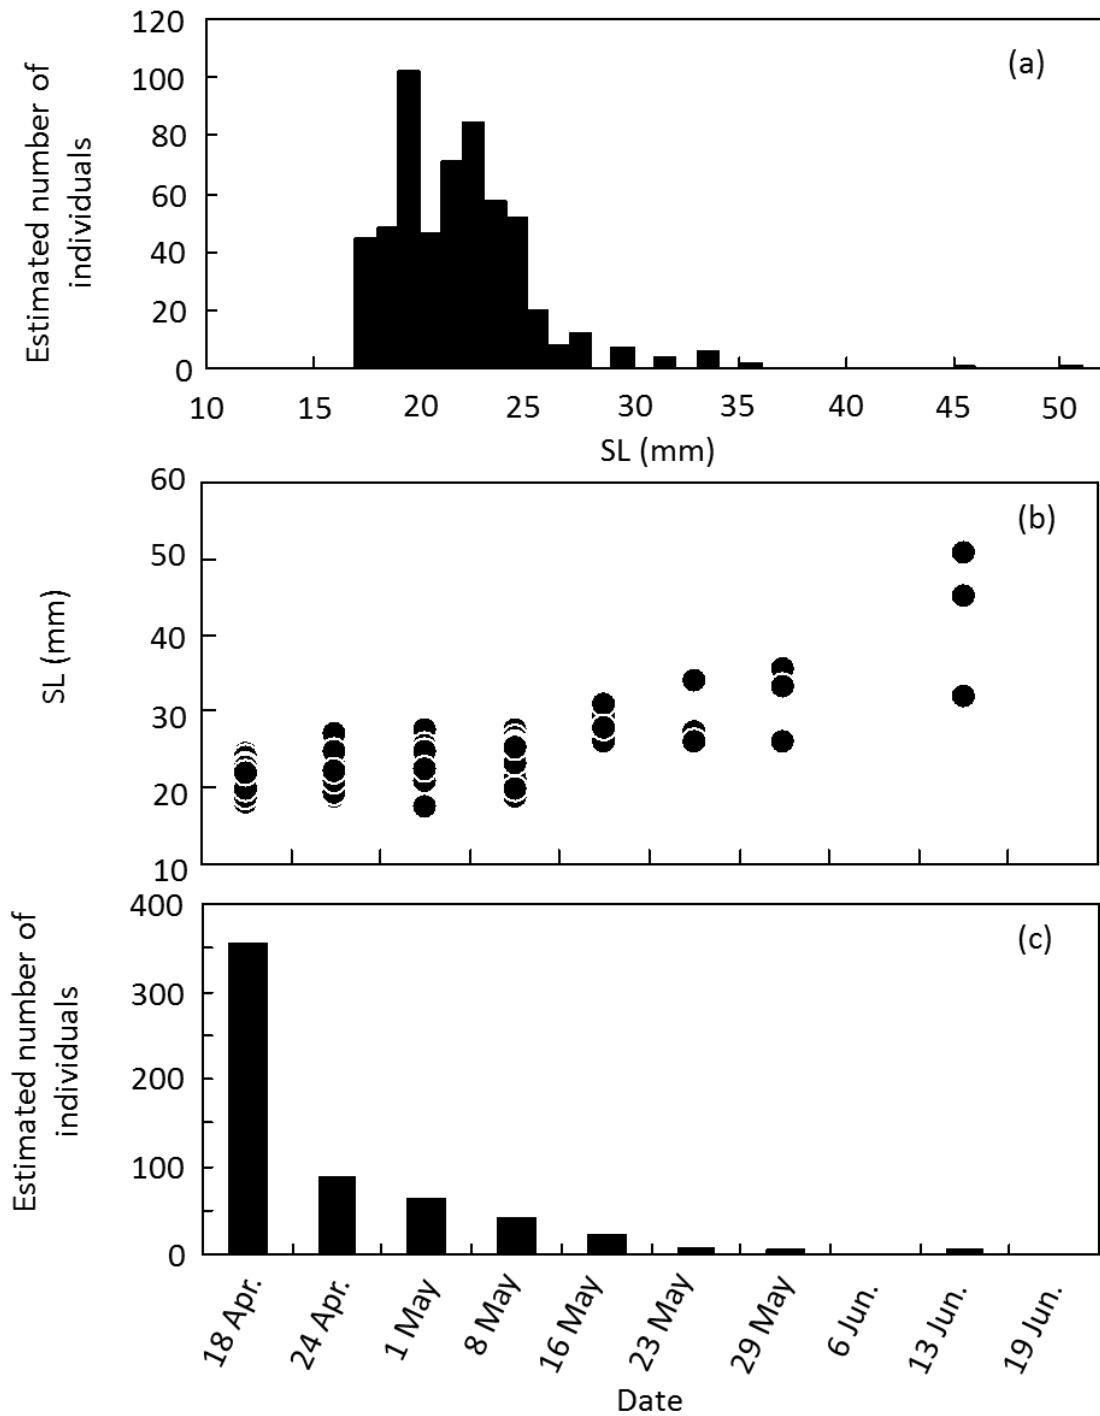 (a)
Estimated number of
individuals
120
100
80
60
40
20
0
10 15 20 25 30 35 40 45 50
SL (mm)
(b)
SL (mm)
60
50
40
30
20
10
(c)
Estimated number of
individuals
400
300
200
100
0
18 Apr.
24 Apr.
1 May
8 May
16 May
23 May
29 May
6 Jun.
13 Jun.
19 Jun.
Date